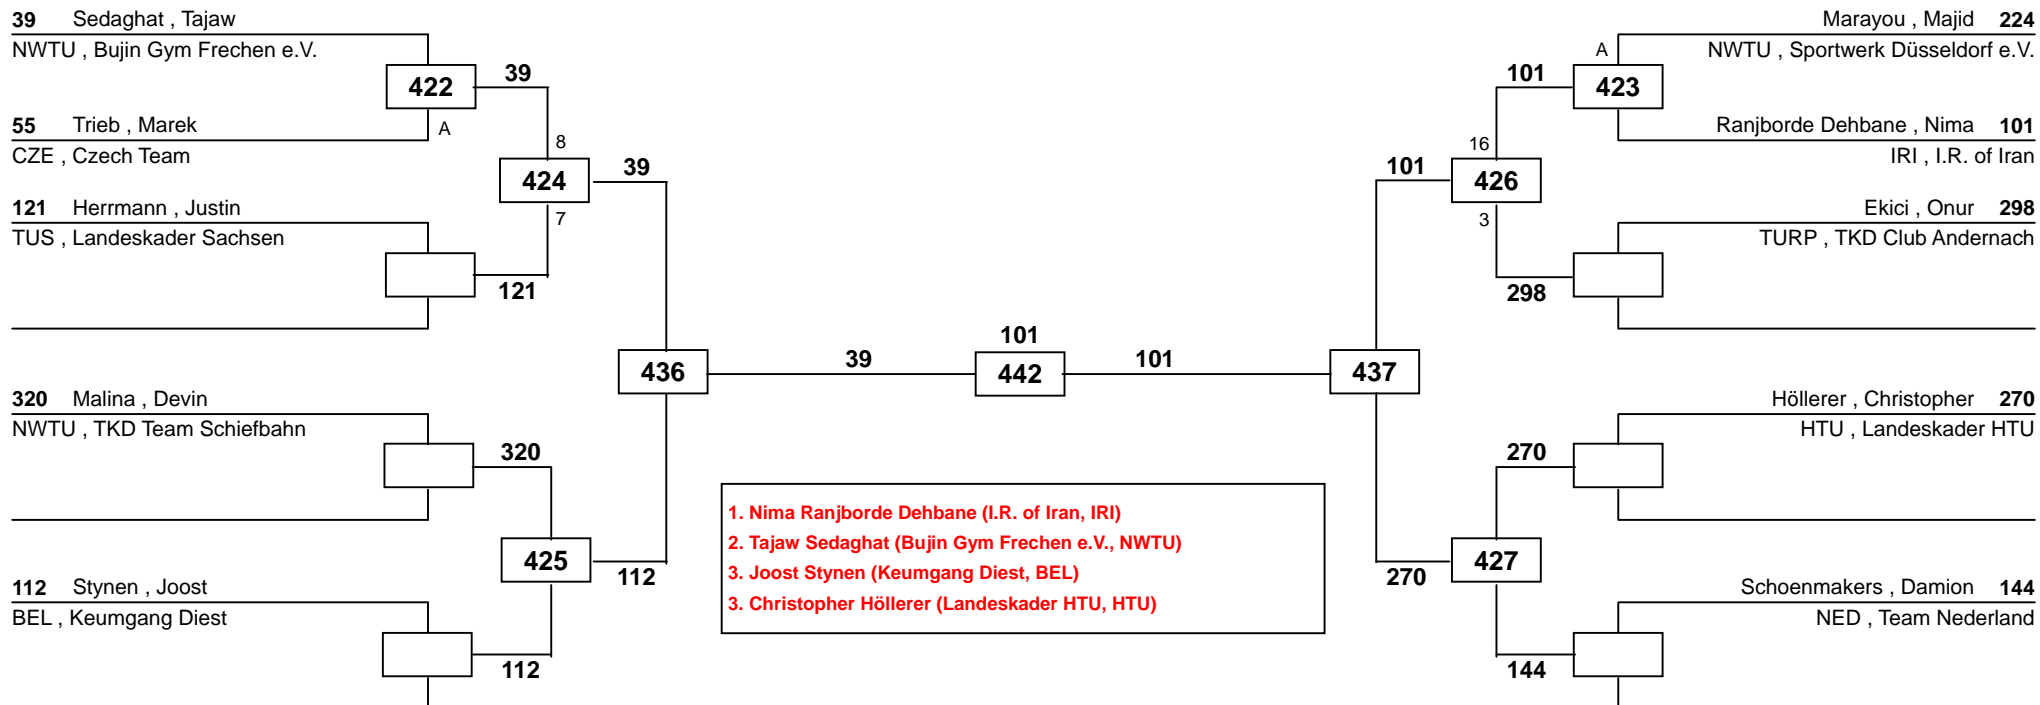 39 Sedaghat , Tajaw
NWTU , Bujin Gym Frechen e.V.
422
39
55 Trieb , Marek
A
CZE , Czech Team
8
424
39
121 Herrmann , Justin
7
TUS , Landeskader Sachsen
121
436
39
320 Malina , Devin
NWTU , TKD Team Schiefbahn
320
425
112
112 Stynen , Joost
BEL , Keumgang Diest
112
101
442
101
1. Nima Ranjborde Dehbane (I.R. of Iran, IRI)
2. Tajaw Sedaghat (Bujin Gym Frechen e.V., NWTU)
3. Joost Stynen (Keumgang Diest, BEL)
3. Christopher Höllerer (Landeskader HTU, HTU)
Marayou , Majid 224
A
NWTU , Sportwerk Düsseldorf e.V.
101
423
Ranjborde Dehbane , Nima 101
16
IRI , I.R. of Iran
101
426
Ekici , Onur 298
3
TURP , TKD Club Andernach
298
437
Höllerer , Christopher 270
HTU , Landeskader HTU
270
427
270
Schoenmakers , Damion 144
NED , Team Nederland
144